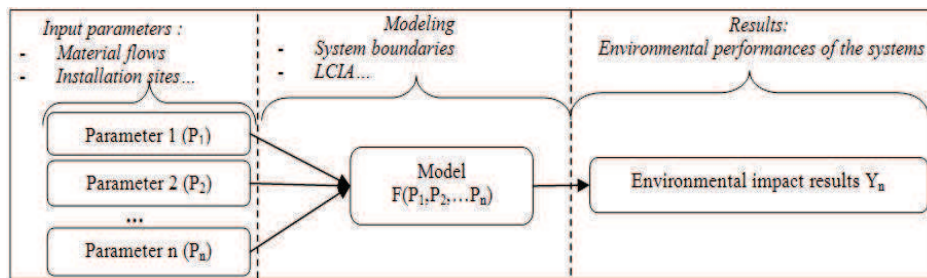 Input parameters :
- Material flows
- Installation sites…
Parameter 1 (P₁)
Parameter 2 (P₂)
...
Parameter n (Pₙ)
Modeling
- System boundaries
- LCIA…
Model
F(P₁,P₂,…Pₙ)
Results:
Environmental performances of the systems
Environmental impact results Yₙ